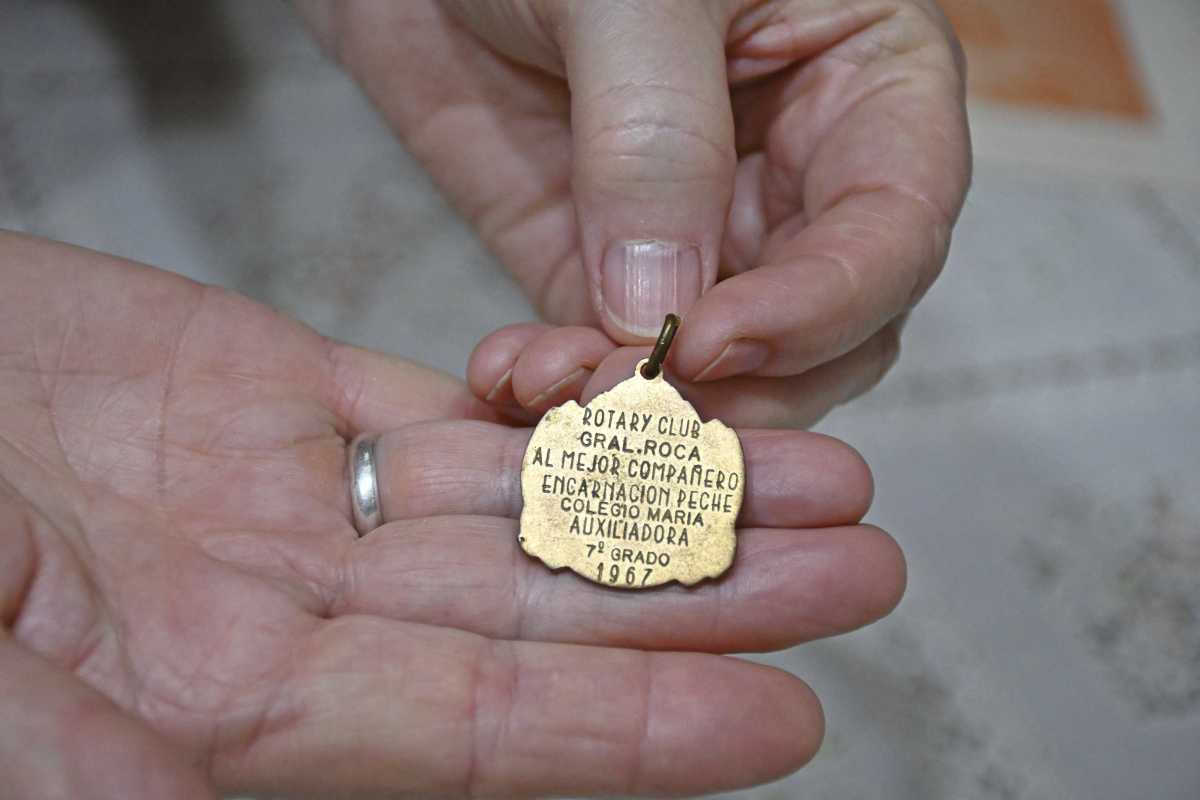 ROTARY CLUB
GRAL. ROCA
AL MEJOR COMPAÑERO
ENCARNACION PECHE
COLEGIO MARIA
AUXILIADORA
7º GRADO
1967